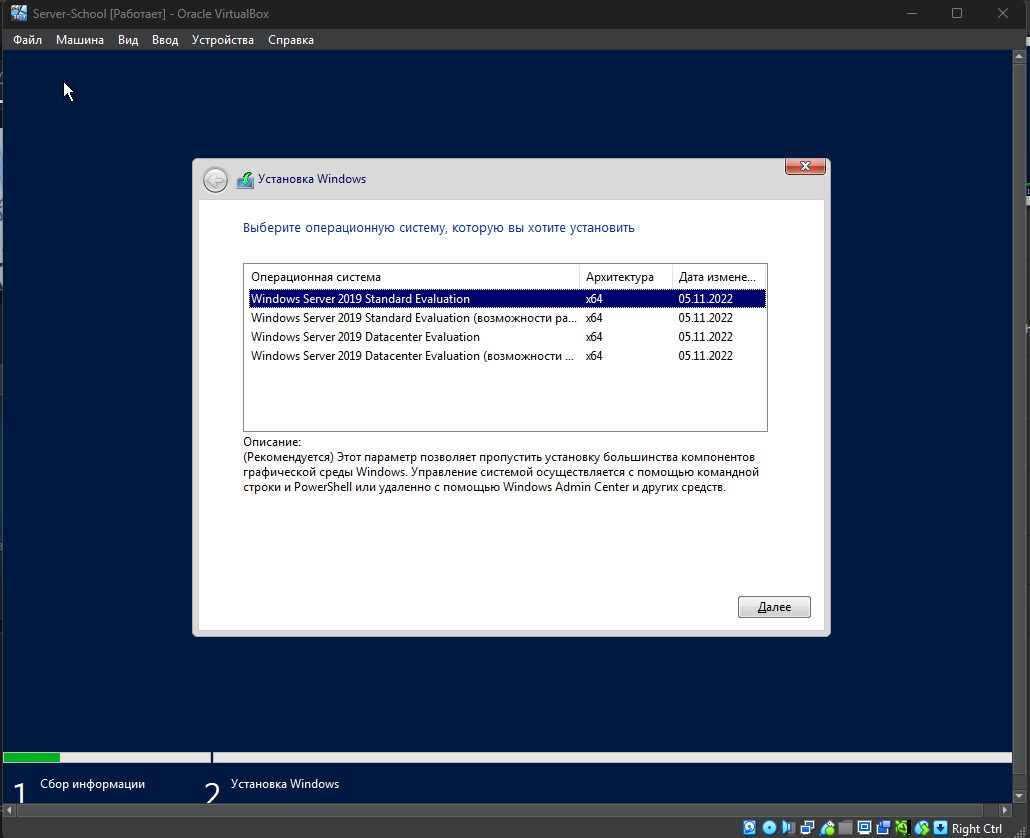 Server-School [Работает] - Oracle VirtualBox
Файл Машина Вид Ввод Устройства Справка
Установка Windows
Выберите операционную систему, которую вы хотите установить
Операционная система Архитектура Дата измене...
Windows Server 2019 Standard Evaluation x64 05.11.2022
Windows Server 2019 Standard Evaluation (возможности ра... x64 05.11.2022
Windows Server 2019 Datacenter Evaluation x64 05.11.2022
Windows Server 2019 Datacenter Evaluation (возможности ... x64 05.11.2022
Описание:
(Рекомендуется) Этот параметр позволяет пропустить установку большинства компонентов
графической среды Windows. Управление системой осуществляется с помощью командной
строки и PowerShell или удаленно с помощью Windows Admin Center и других средств.
Далее
1 Сбор информации 2 Установка Windows
Right Ctrl